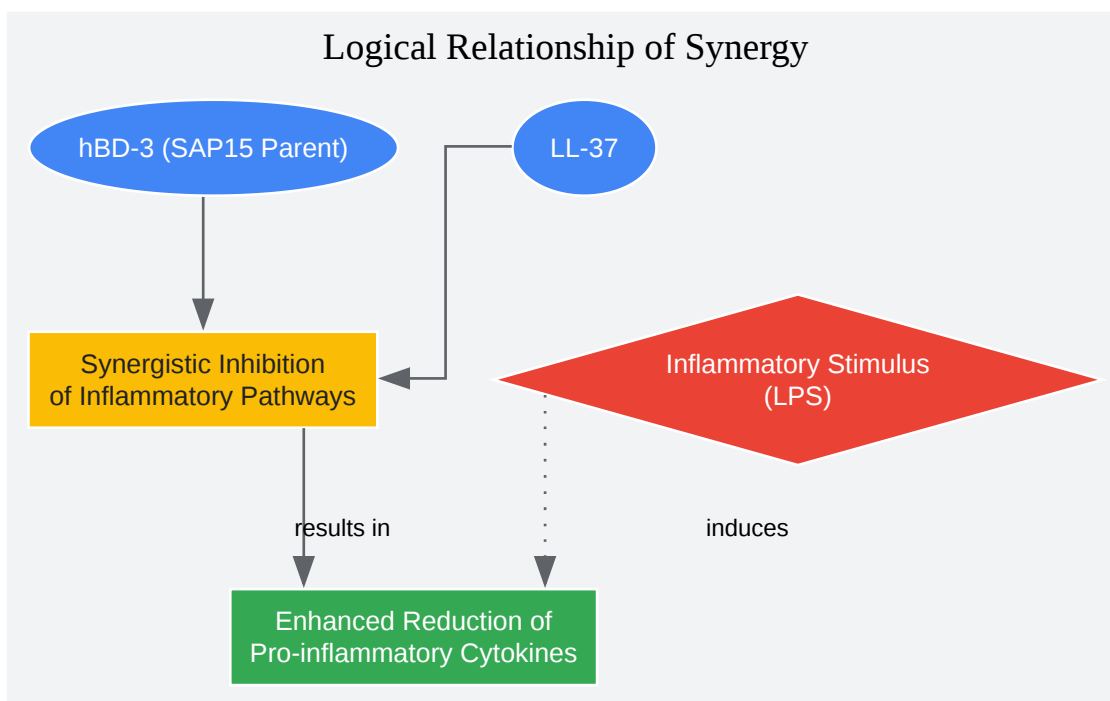 Logical Relationship of Synergy
hBD-3 (SAP15 Parent)
LL-37
Synergistic Inhibition
of Inflammatory Pathways
Inflammatory Stimulus
(LPS)
results in
induces
Enhanced Reduction of
Pro-inflammatory Cytokines